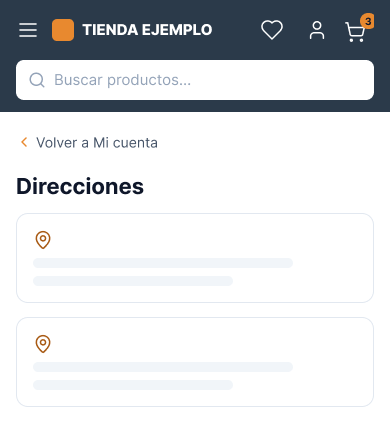 TIENDA EJEMPLO
3
Buscar productos...
Volver a Mi cuenta
Direcciones